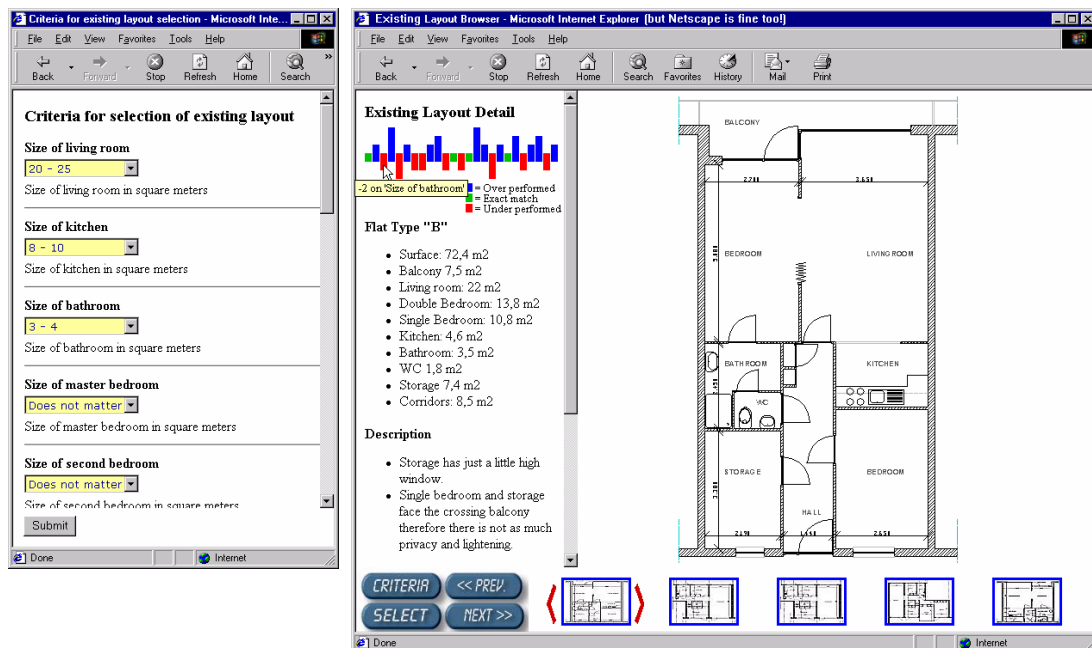 Criteria for existing layout selection - Microsoft Inte...
File Edit View Favorites Tools Help
Back Forward Stop Refresh Home Search »
Criteria for selection of existing layout
Size of living room
20 - 25
Size of living room in square meters
Size of kitchen
8 - 10
Size of kitchen in square meters
Size of bathroom
3 - 4
Size of bathroom in square meters
Size of master bedroom
Does not matter
Size of master bedroom in square meters
Size of second bedroom
Does not matter
Size of second bedroom in square meters
Submit
Done Internet
Existing Layout Browser - Microsoft Internet Explorer (but Netscape is fine too!)
File Edit View Favorites Tools Help
Back Forward Stop Refresh Home Search Favorites History Mail Print
Existing Layout Detail
-2 on 'Size of bathroom'
= Over performed
= Exact match
= Under performed
Flat Type "B"
• Surface: 72,4 m2
• Balcony 7,5 m2
• Living room: 22 m2
• Double Bedroom: 13,8 m2
• Single Bedroom: 10,8 m2
• Kitchen: 4,6 m2
• Bathroom: 3,5 m2
• WC 1,8 m2
• Storage 7,4 m2
• Corridors: 8,5 m2
Description
• Storage has just a little high
window.
• Single bedroom and storage
face the crossing balcony
therefore there is not as much
privacy and lightening.
BALCONY
BEDROOM LIVING ROOM
BATHROOM KITCHEN
WC
STORAGE BEDROOM
HALL
CRITERIA << PREV.
SELECT NEXT >>
Done Internet